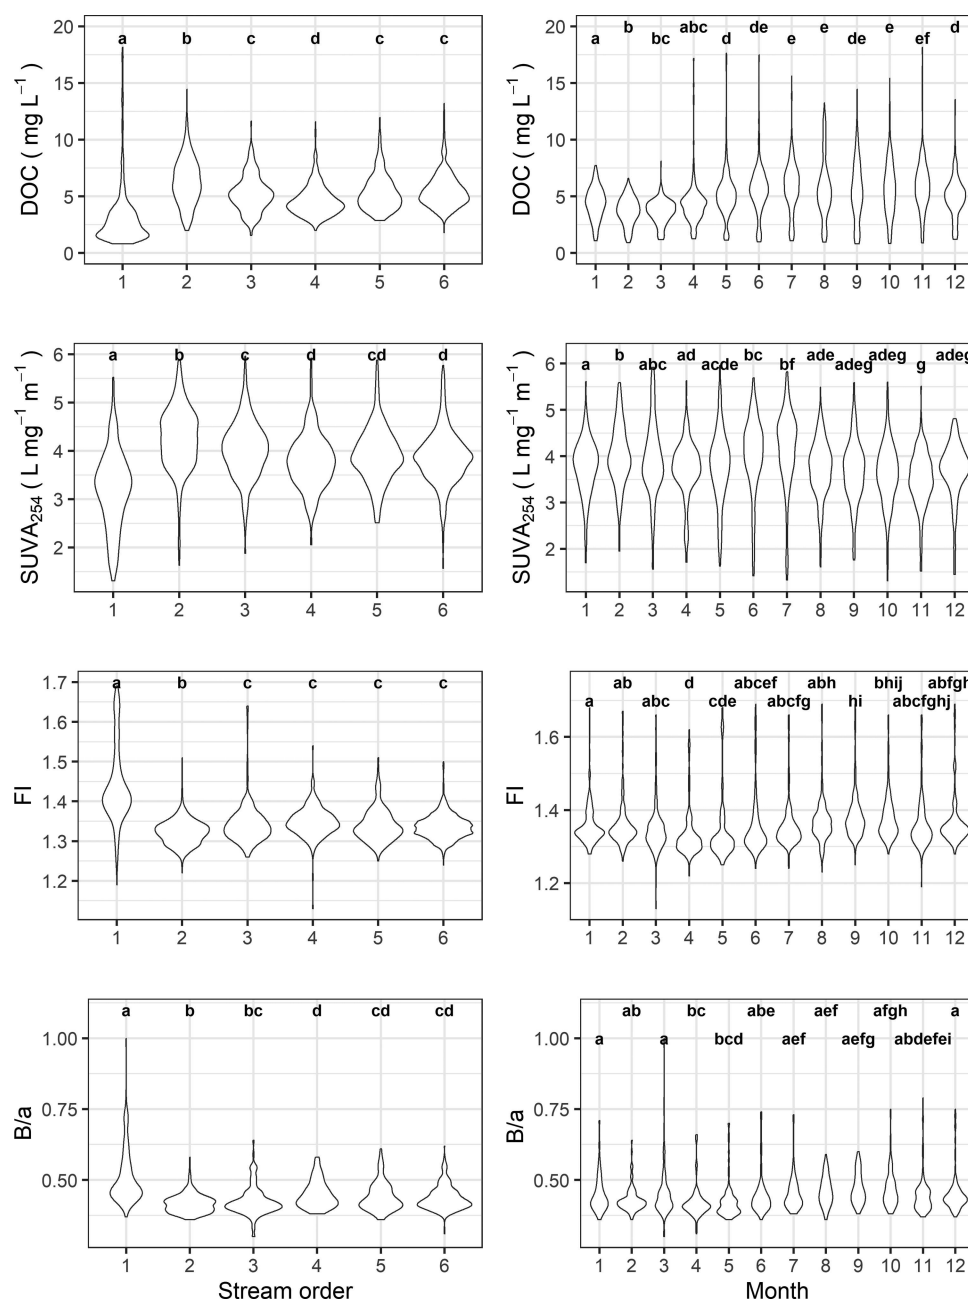 20
15
10
5
0
DOC ( mg L⁻¹ )
a b c d c c
1 2 3 4 5 6
20
15
10
5
0
DOC ( mg L⁻¹ )
b abc de e e d
a bc d e de ef
1 2 3 4 5 6 7 8 9 10 11 12
6
5
4
3
2
SUVA₂₅₄ ( L mg⁻¹ m⁻¹ )
a b c d cd d
1 2 3 4 5 6
6
5
4
3
2
SUVA₂₅₄ ( L mg⁻¹ m⁻¹ )
b ad bc ade adeg adeg
a abc acde bf adeg g
1 2 3 4 5 6 7 8 9 10 11 12
1.7
1.6
1.5
1.4
1.3
1.2
FI
a b c c c c
1 2 3 4 5 6
1.6
1.4
1.2
FI
ab d abcef abh bhij abfgh
a abc cde abcfg hi abcfghj
1 2 3 4 5 6 7 8 9 10 11 12
1.00
0.75
0.50
B/a
a b bc d cd cd
1 2 3 4 5 6
Stream order
1.00
0.75
0.50
B/a
ab bc abe aef afgh a
a a bcd aef aefg abdefei
1 2 3 4 5 6 7 8 9 10 11 12
Month